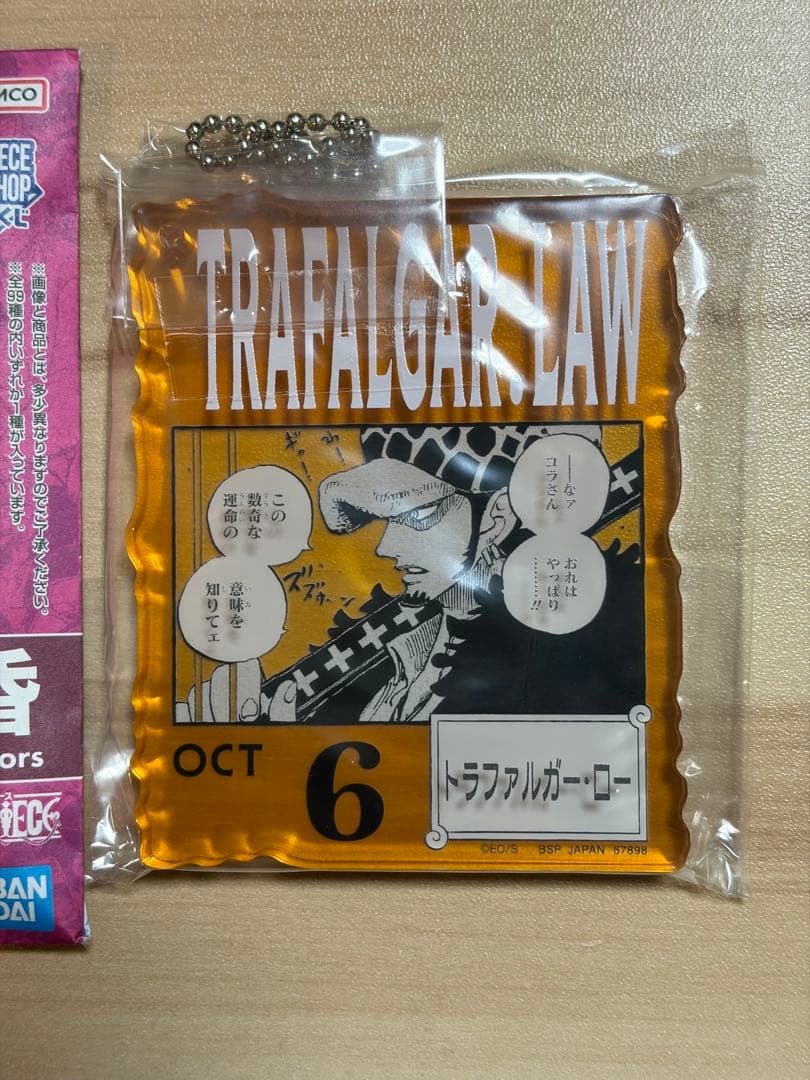 MCO
ECE
HOP
くじ
※画像と商品とは、多少異なりますのでご了承ください。
※全99種の内いずれか1種が入っています。
ors
PIECE
BAN
DAI
TRAFALGAR.LAW
――なァ
コラさん
おれは
やっぱり
………!!
この
数奇な
運命の
意味を
知りてェ
ギャー
ズズ…ン
OCT
6
トラファルガー・ロー
©EO/S BSP JAPAN 67898